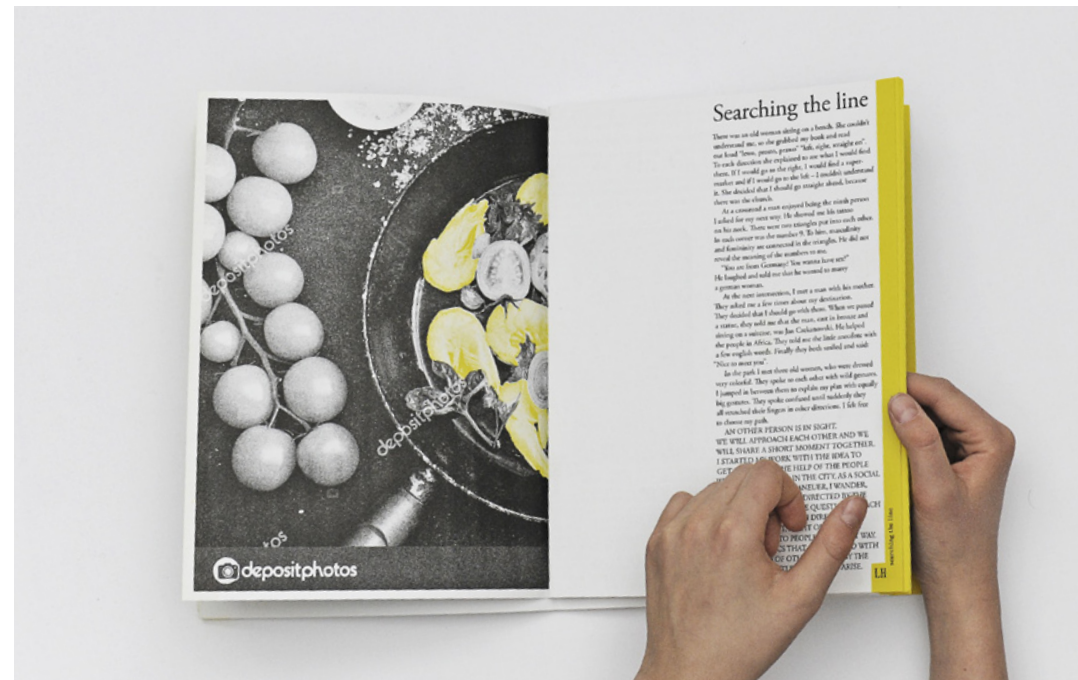 depositphotos
depositphotos
depositphotos
Searching the line
There was an old woman sitting on a bench. She couldn't
understand me, so she grabbed my book and read
out loud "lewo, prosto, prawo" "left, right, straight on".
To each direction she explained to me what I would find
there. If I would go to the right, I would find a super-
market and if I would go to the left – I couldn't understand
it. She decided that I should go straight ahead, because
there was the church.
At a crossroad a man enjoyed being the ninth person
I asked for my next way. He showed me his tattoo
on his neck. There were two triangles put into each other.
In each corner was the number 9. To him, masculinity
and femininity are connected in the triangles. He did not
reveal the meaning of the numbers to me.
"You are from Germany? You wanna have sex?"
He laughed and told me that he wanted to marry
a german woman.
At the next intersection, I met a man with his mother.
They asked me a few times about my destination.
They decided that I should go with them. When we passed
a statue, they told me that the man, cast in bronze and
sitting on a suitcase, was Jan Czekanowski. He helped
the people in Africa. They told me the little anecdote with
a few english words. Finally they both smiled and said:
"Nice to meet you".
In the park I met three old women, who were dressed
very colorful. They spoke to each other with wild gestures.
I jumped in between them to explain my plan with equally
big gestures. They spoke confused until suddenly they
all stretched their fingers in other directions. I felt free
to choose my path.
AN OTHER PERSON IS IN SIGHT.
WE WILL APPROACH EACH OTHER AND WE
WILL SHARE A SHORT MOMENT TOGETHER.
I STARTED MY WORK WITH THE IDEA TO
GET THE HELP OF THE PEOPLE
IN THE CITY. AS A SOCIAL
I WANDER,
DIRECTED BY THE
WAY.
WITH
BY THE
ARISE.
searching the line
LH